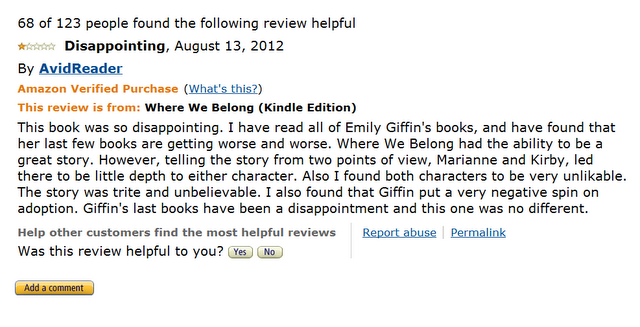 68 of 123 people found the following review helpful
Disappointing, August 13, 2012
By AvidReader
Amazon Verified Purchase (What's this?)
This review is from: Where We Belong (Kindle Edition)
This book was so disappointing. I have read all of Emily Giffin's books, and have found that
her last few books are getting worse and worse. Where We Belong had the ability to be a
great story. However, telling the story from two points of view, Marianne and Kirby, led
there to be little depth to either character. Also I found both characters to be very unlikable.
The story was trite and unbelievable. I also found that Giffin put a very negative spin on
adoption. Giffin's last books have been a disappointment and this one was no different.
Help other customers find the most helpful reviews Report abuse | Permalink
Was this review helpful to you? Yes No
Add a comment